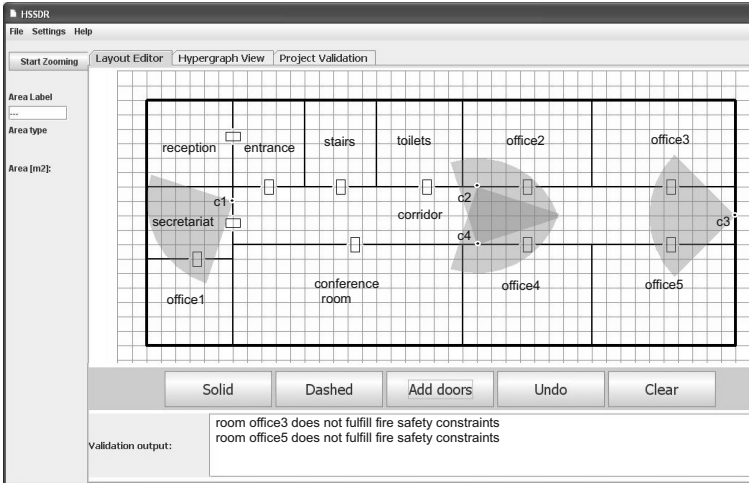 HSSDR
File Settings Help
Start Zooming
Layout Editor Hypergraph View Project Validation
Area Label
---
Area type
Area [m2]:
reception entrance stairs toilets office2 office3
c1 c2
secretariat corridor c3
c4
office1 conference room office4 office5
Solid Dashed Add doors Undo Clear
Validation output:
room office3 does not fulfill fire safety constraints
room office5 does not fulfill fire safety constraints